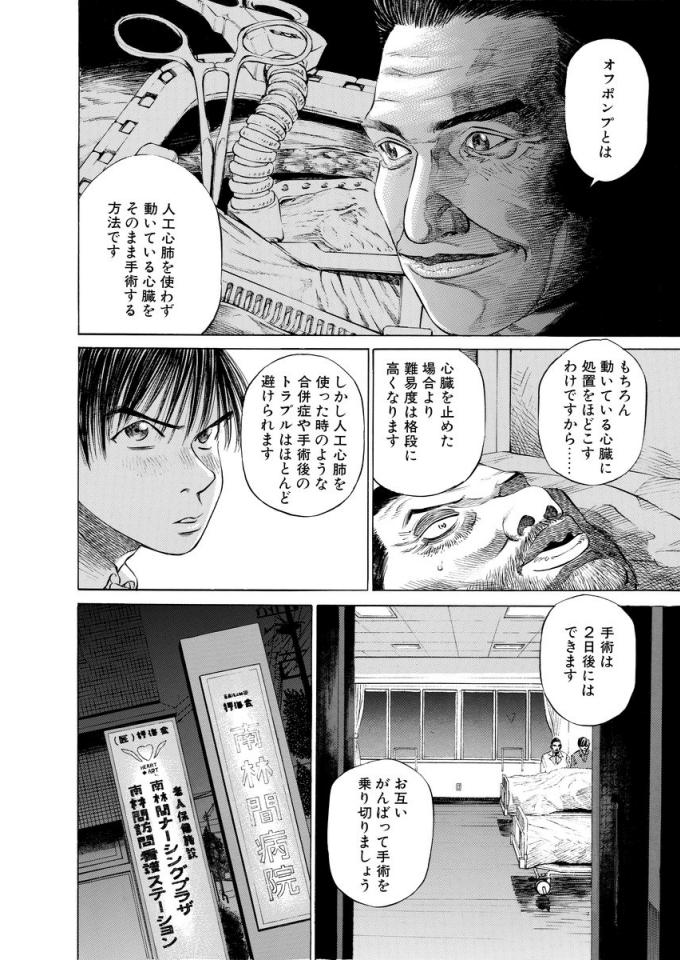 オフポンプとは
人工心肺を使わず
動いている心臓を
そのまま手術する
方法です
もちろん
動いている心臓に
処置をほどこす
わけですから……
心臓を止めた
場合より
難易度は格段に
高くなります
しかし人工心肺を
使った時のような
合併症や手術後の
トラブルはほとんど
避けられます
手術は
2日後には
できます
お互い
がんばって手術を
乗り切りましょう
南林間病院
HEART
ART
老人保健施設
南林間ナーシングプラザ
南林間訪問看護ステーション